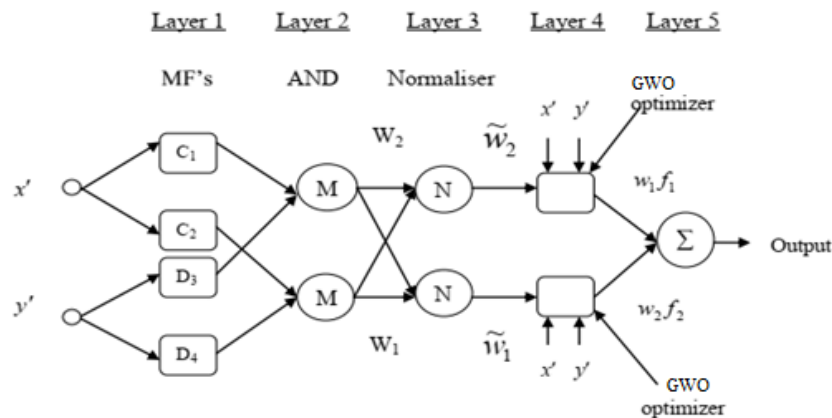 Layer 1 Layer 2 Layer 3 Layer 4 Layer 5
MF's AND Normaliser
GWO
optimizer
x' y'
W₂ w̃₂
C₁
x' M N w₁f₁
C₂
D₃ Σ Output
y' M N w₂f₂
D₄
W₁ w̃₁
x' y'
GWO
optimizer